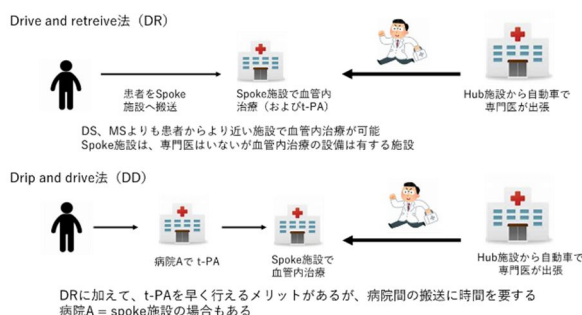 Drive and retreive法（DR）
患者をSpoke
施設へ搬送
Spoke施設で血管内
治療（およびt-PA）
Hub施設から自動車で
専門医が出張
DS、MSよりも患者からより近い施設で血管内治療が可能
Spoke施設は、専門医はいないが血管内治療の設備は有する施設
Drip and drive法（DD）
病院Aで t-PA
Spoke施設で
血管内治療
Hub施設から自動車で
専門医が出張
DRに加えて、t-PAを早く行えるメリットがあるが、病院間の搬送に時間を要する
病院A = spoke施設の場合もある